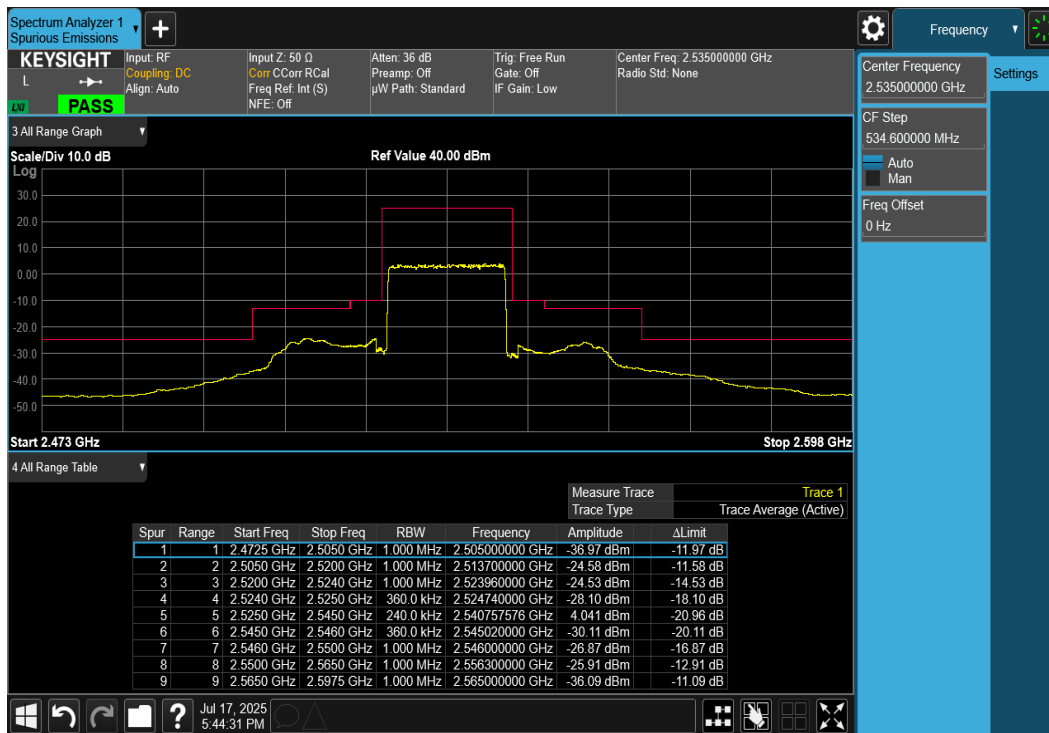 Spectrum Analyzer 1
Spurious Emissions
Frequency
KEYSIGHT
L
LXI
PASS
Input: RF
Coupling: DC
Align: Auto
Input Z: 50 Ω
Corr CCorr RCal
Freq Ref: Int (S)
NFE: Off
Atten: 36 dB
Preamp: Off
µW Path: Standard
Trig: Free Run
Gate: Off
IF Gain: Low
Center Freq: 2.535000000 GHz
Radio Std: None
Center Frequency
2.535000000 GHz
Settings
CF Step
534.600000 MHz
Auto
Man
Freq Offset
0 Hz
3 All Range Graph
Scale/Div 10.0 dB
Ref Value 40.00 dBm
Log
30.0
20.0
10.0
0.00
-10.0
-20.0
-30.0
-40.0
-50.0
Start 2.473 GHz
Stop 2.598 GHz
4 All Range Table
Measure Trace Trace 1
Trace Type Trace Average (Active)
Spur Range Start Freq Stop Freq RBW Frequency Amplitude ΔLimit
1 1 2.4725 GHz 2.5050 GHz 1.000 MHz 2.505000000 GHz -36.97 dBm -11.97 dB
2 2 2.5050 GHz 2.5200 GHz 1.000 MHz 2.513700000 GHz -24.58 dBm -11.58 dB
3 3 2.5200 GHz 2.5240 GHz 1.000 MHz 2.523960000 GHz -24.53 dBm -14.53 dB
4 4 2.5240 GHz 2.5250 GHz 360.0 kHz 2.524740000 GHz -28.10 dBm -18.10 dB
5 5 2.5250 GHz 2.5450 GHz 240.0 kHz 2.540757576 GHz 4.041 dBm -20.96 dB
6 6 2.5450 GHz 2.5460 GHz 360.0 kHz 2.545020000 GHz -30.11 dBm -20.11 dB
7 7 2.5460 GHz 2.5500 GHz 1.000 MHz 2.546000000 GHz -26.87 dBm -16.87 dB
8 8 2.5500 GHz 2.5650 GHz 1.000 MHz 2.556300000 GHz -25.91 dBm -12.91 dB
9 9 2.5650 GHz 2.5975 GHz 1.000 MHz 2.565000000 GHz -36.09 dBm -11.09 dB
?
Jul 17, 2025
5:44:31 PM